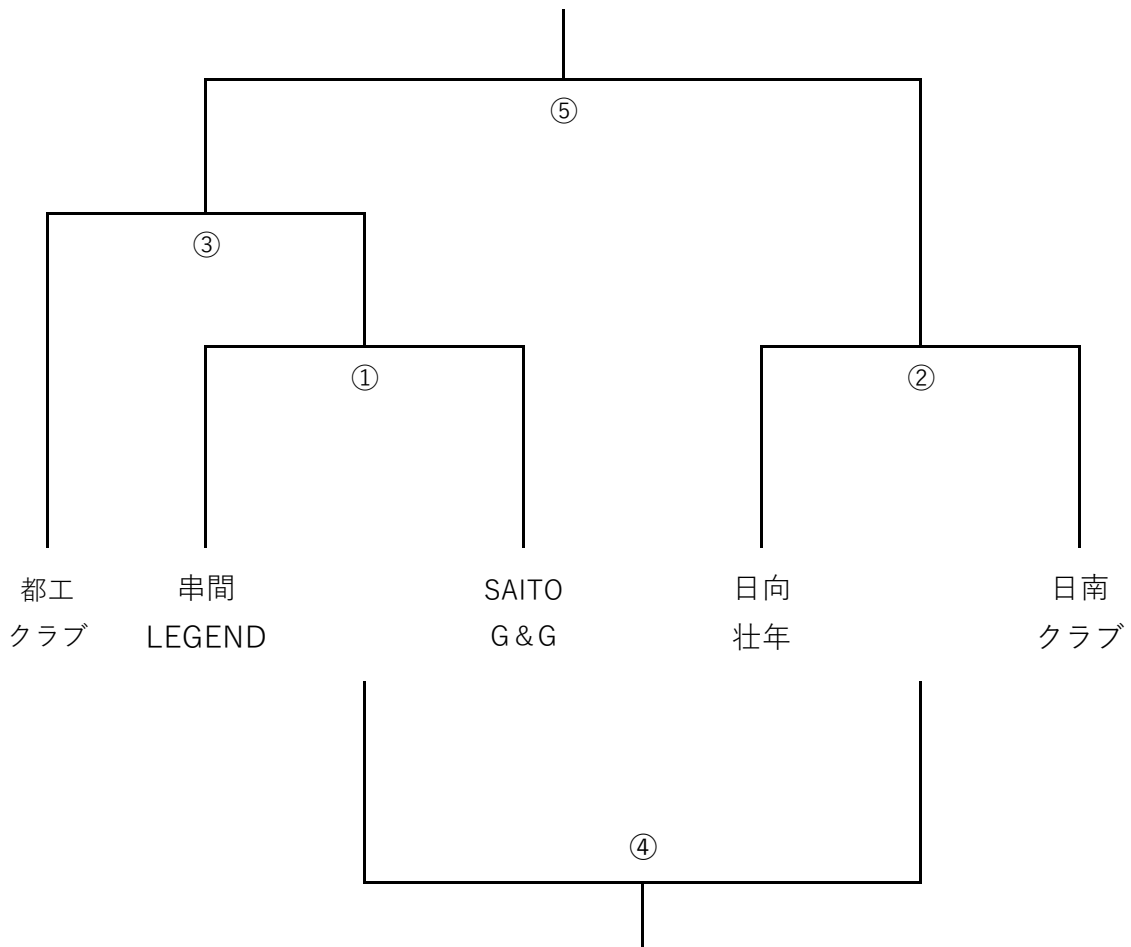 ⑤
③
①
②
都工
クラブ
串間
LEGEND
SAITO
G＆G
日向
壮年
日南
クラブ
④